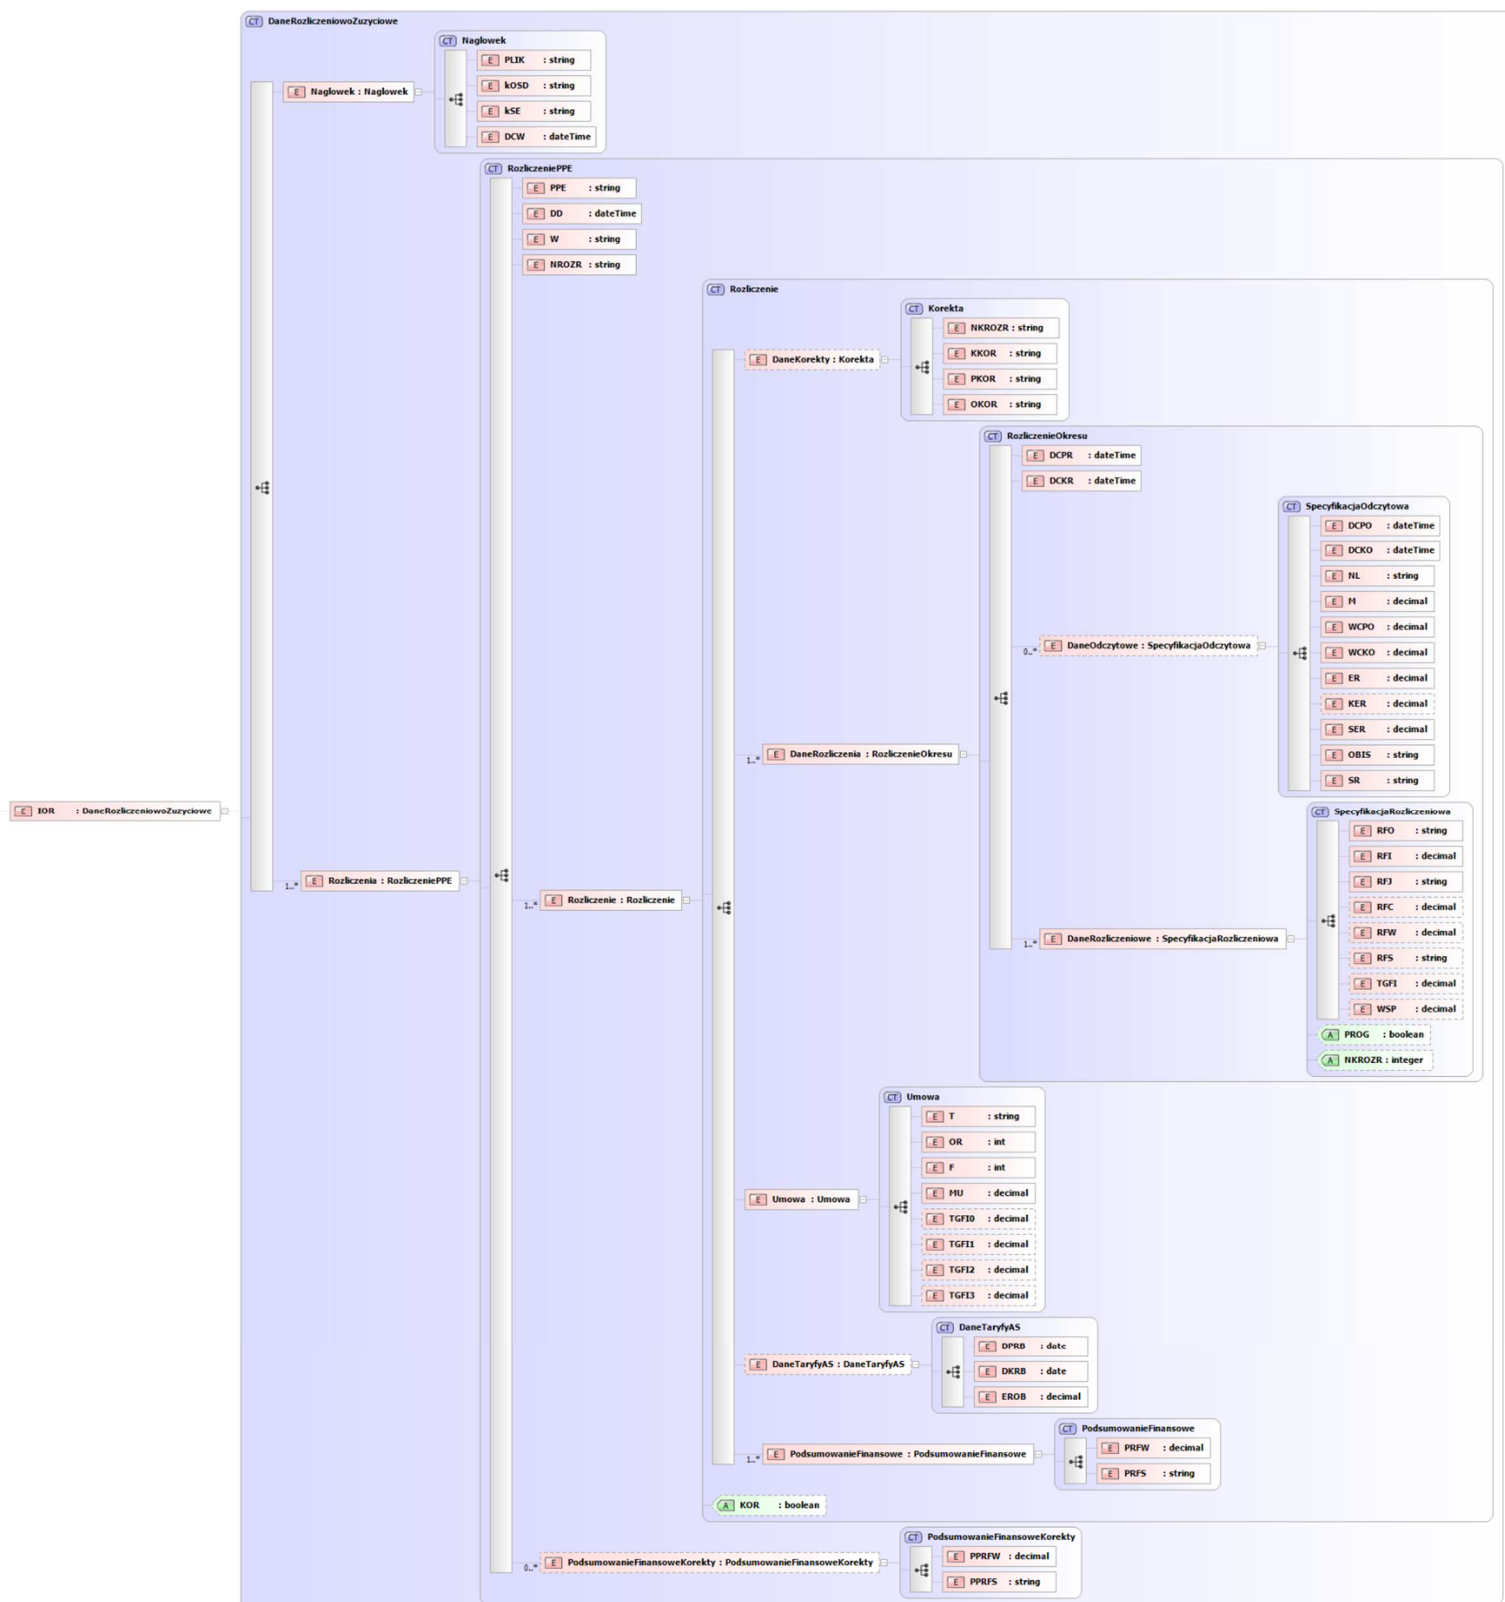 CT DaneRozliczeniowoZuzyciowe
CT Naglowek
E PLIK : string
E kOSD : string
E Naglowek : Naglowek
E kSE : string
E DCW : dateTime
CT RozliczeniePPE
E PPE : string
E DD : dateTime
E W : string
E NROZR : string
CT Rozliczenie
CT Korekta
E NKROZR : string
E KKOR : string
E DaneKorekty : Korekta
E PKOR : string
E OKOR : string
CT RozliczenieOkresu
E DCPR : dateTime
E DCKR : dateTime
CT SpecyfikacjaOdczytowa
E DCPO : dateTime
E DCKO : dateTime
E NL : string
E M : decimal
E WCPO : decimal
0..* E DaneOdczytowe : SpecyfikacjaOdczytowa
E WCKO : decimal
E ER : decimal
E KER : decimal
E SER : decimal
1..* E DaneRozliczenia : RozliczenieOkresu
E OBIS : string
E SR : string
E IOR : DaneRozliczeniowoZuzyciowe
CT SpecyfikacjaRozliczeniowa
E RFO : string
E RFI : decimal
1..* E Rozliczenia : RozliczeniePPE
E RFJ : string
1..* E Rozliczenie : Rozliczenie
E RFC : decimal
E RFW : decimal
1..* E DaneRozliczeniowe : SpecyfikacjaRozliczeniowa
E RFS : string
E TGFI : decimal
E WSP : decimal
A PROG : boolean
A NKROZR : integer
CT Umowa
E T : string
E OR : int
E F : int
E MU : decimal
E Umowa : Umowa
E TGFI0 : decimal
E TGFI1 : decimal
E TGFI2 : decimal
E TGFI3 : decimal
CT DaneTaryfyAS
E DPRB : date
E DaneTaryfyAS : DaneTaryfyAS
E DKRB : date
E EROB : decimal
CT PodsumowanieFinansowe
E PRFW : decimal
1..* E PodsumowanieFinansowe : PodsumowanieFinansowe
E PRFS : string
A KOR : boolean
CT PodsumowanieFinansoweKorekty
E PPRFW : decimal
0..* E PodsumowanieFinansoweKorekty : PodsumowanieFinansoweKorekty
E PPRFS : string